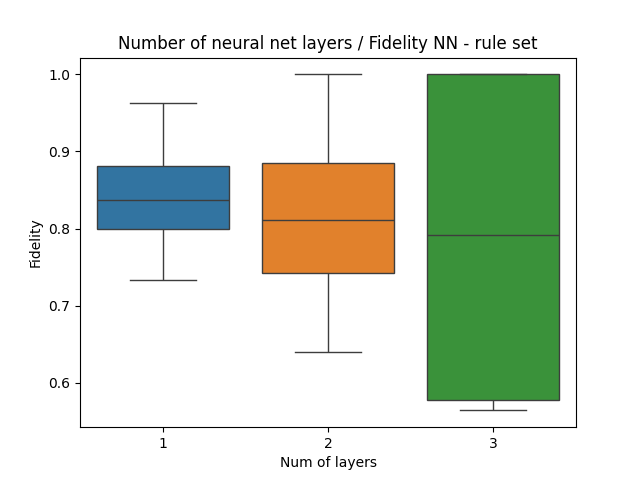 Number of neural net layers / Fidelity NN - rule set
1.0
0.9
0.8
0.7
0.6
Fidelity
1 2 3
Num of layers